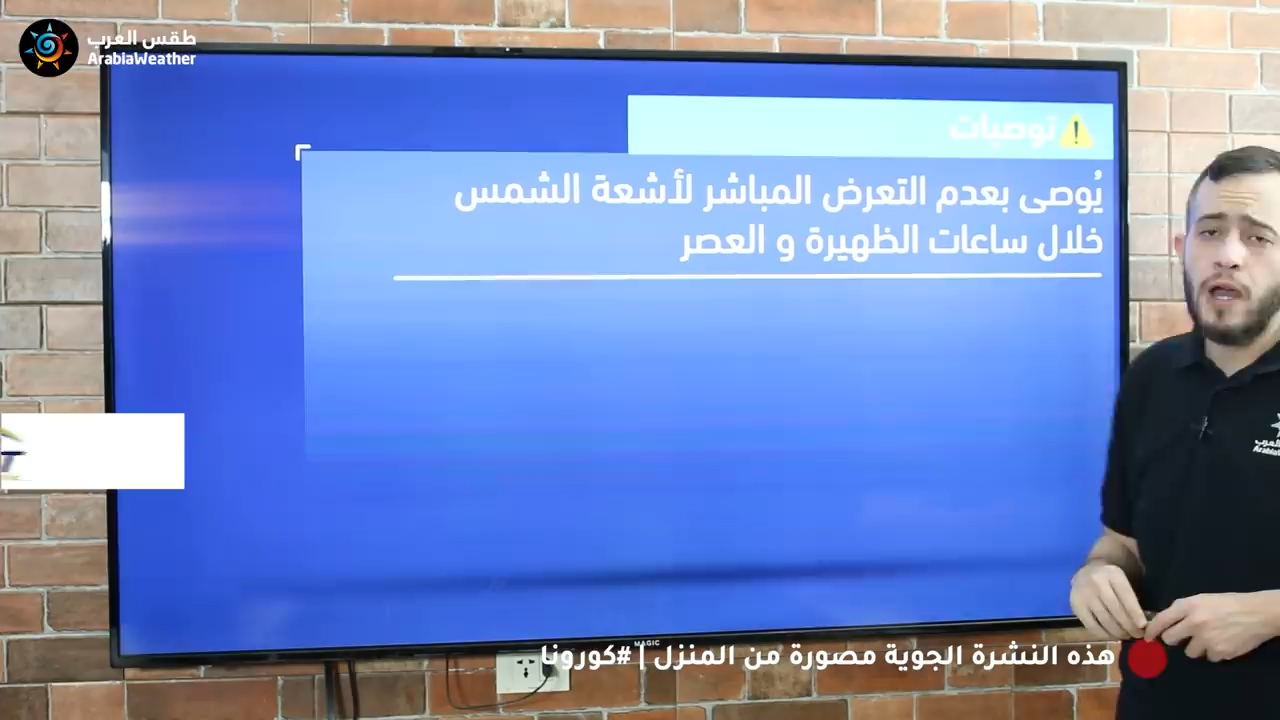 طقس العرب
ArabiaWeather
توصيات
يُوصى بعدم التعرض المباشر لأشعة الشمس
خلال ساعات الظهيرة و العصر
MAGIC
هذه النشرة الجوية مصورة من المنزل | #كورونا